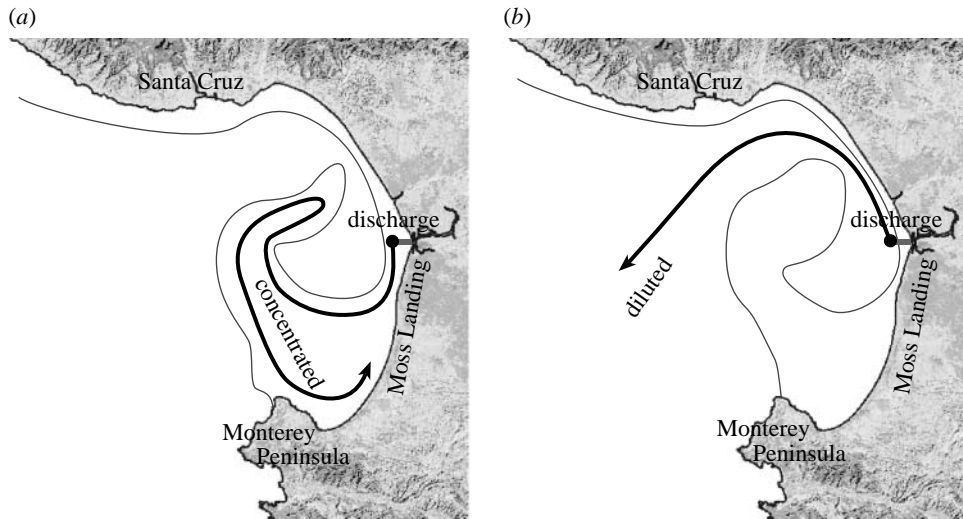 (a)
Santa Cruz
discharge
concentrated
Moss Landing
Monterey
Peninsula
(b)
Santa Cruz
discharge
diluted
Moss Landing
Monterey
Peninsula